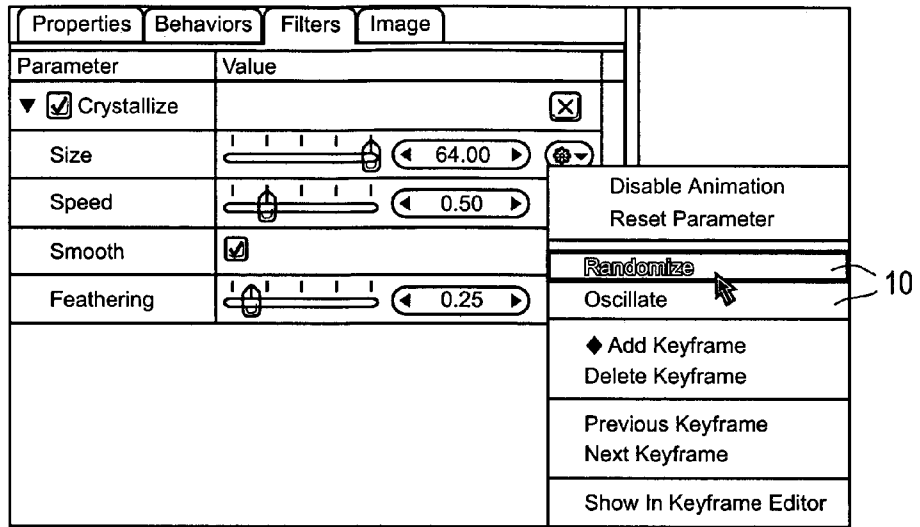 Properties Behaviors Filters Image
Parameter Value
Crystallize
Size 64.00
Speed 0.50
Smooth
Feathering 0.25
Disable Animation
Reset Parameter
Randomize
Oscillate
10
Add Keyframe
Delete Keyframe
Previous Keyframe
Next Keyframe
Show In Keyframe Editor